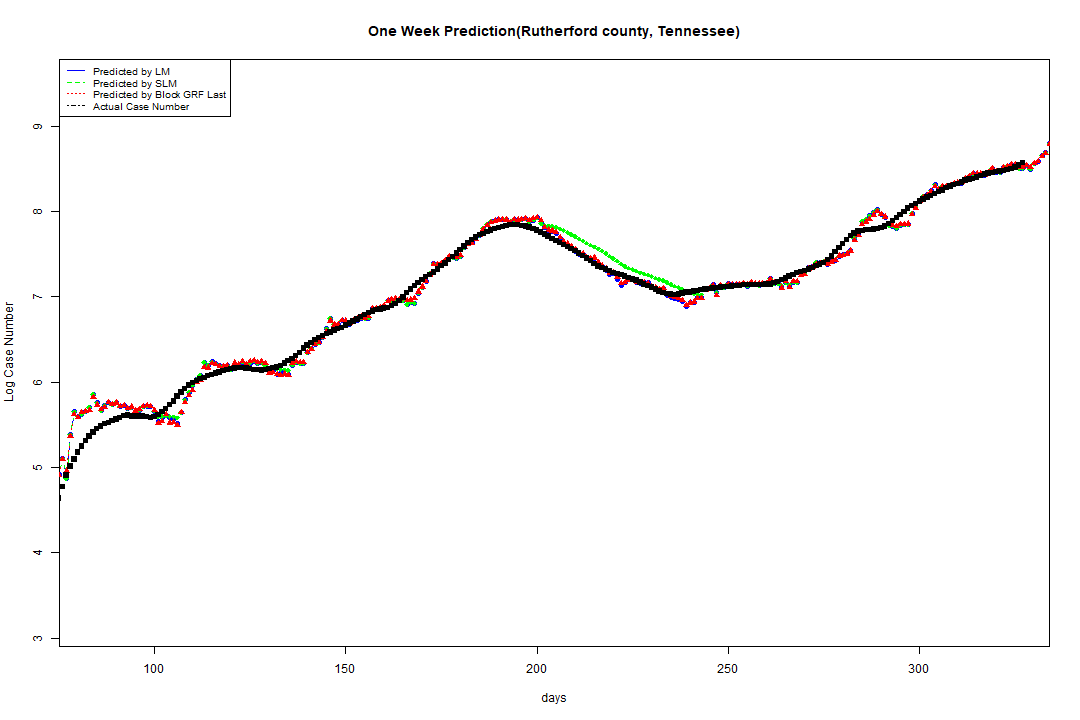 One Week Prediction(Rutherford county, Tennessee)
Predicted by LM
Predicted by SLM
Predicted by Block GRF Last
Actual Case Number
9
8
7
6
5
4
3
Log Case Number
100 150 200 250 300
days